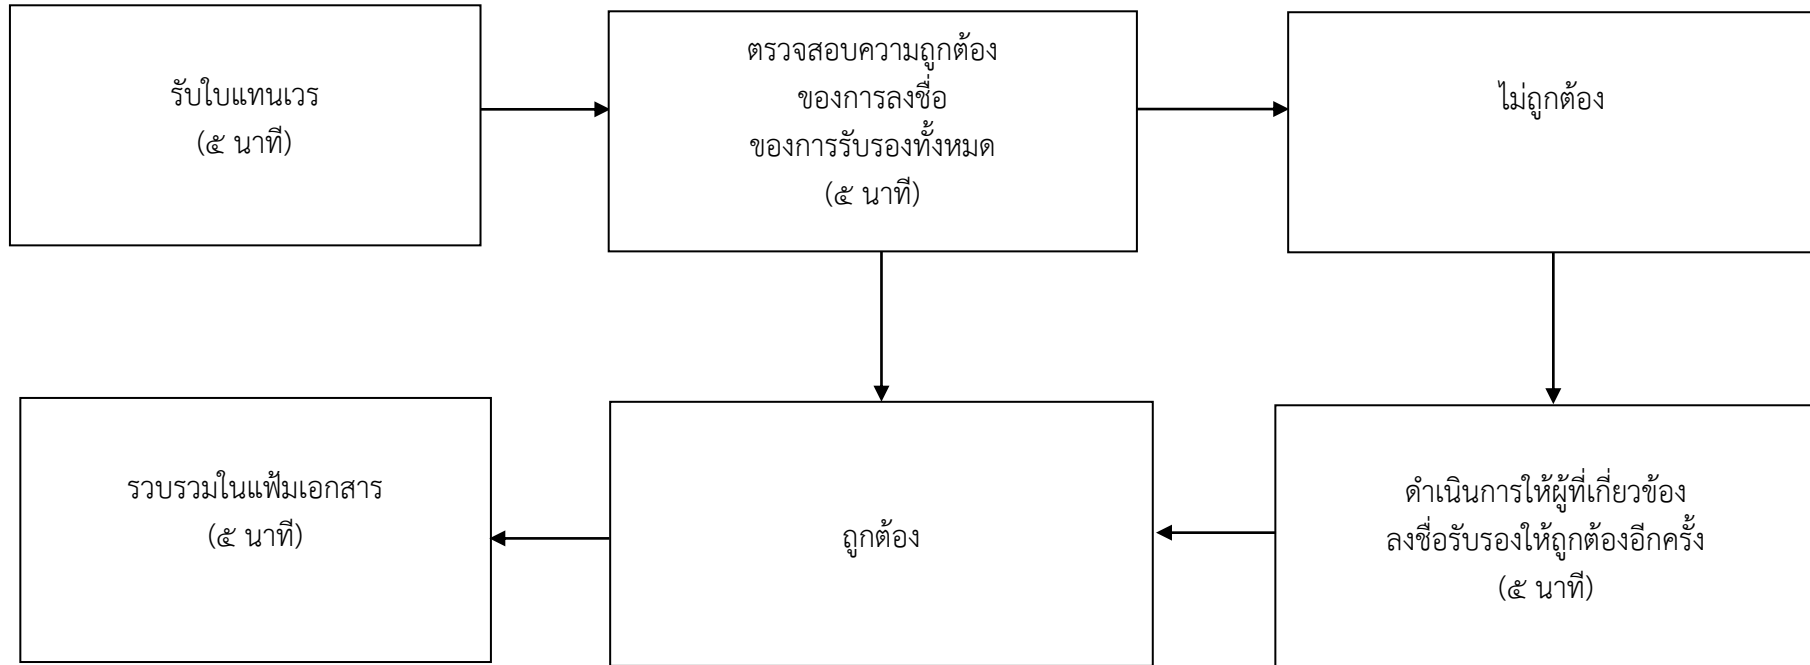 รับใบแทนเวร
(๕ นาที)
ตรวจสอบความถูกต้อง
ของการลงชื่อ
ของการรับรองทั้งหมด
(๕ นาที)
ไม่ถูกต้อง
รวบรวมในแฟ้มเอกสาร
(๕ นาที)
ถูกต้อง
ดำเนินการให้ผู้ที่เกี่ยวข้อง
ลงชื่อรับรองให้ถูกต้องอีกครั้ง
(๕ นาที)